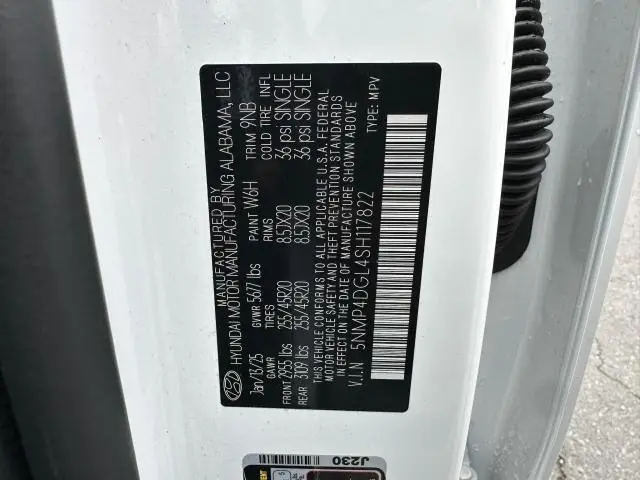 MANUFACTURED BY
HYUNDAI MOTOR MANUFACTURING ALABAMA, LLC
Jan/13/25 GVWR 5677 lbs PAINT W6H TRIM 9NB
GAWR TIRES RIMS COLD TIRE INFL
FRONT 2955 lbs 255/45R20 8.5JX20 36 psi SINGLE
REAR 3109 lbs 255/45R20 8.5JX20 36 psi SINGLE
THIS VEHICLE CONFORMS TO ALL APPLICABLE U.S.A. FEDERAL
MOTOR VEHICLE SAFETY AND THEFT PREVENTION STANDARDS
IN EFFECT ON THE DATE OF MANUFACTURE SHOWN ABOVE
V.I.N 5NMP4DGL4SH117822 TYPE: MPV
J230